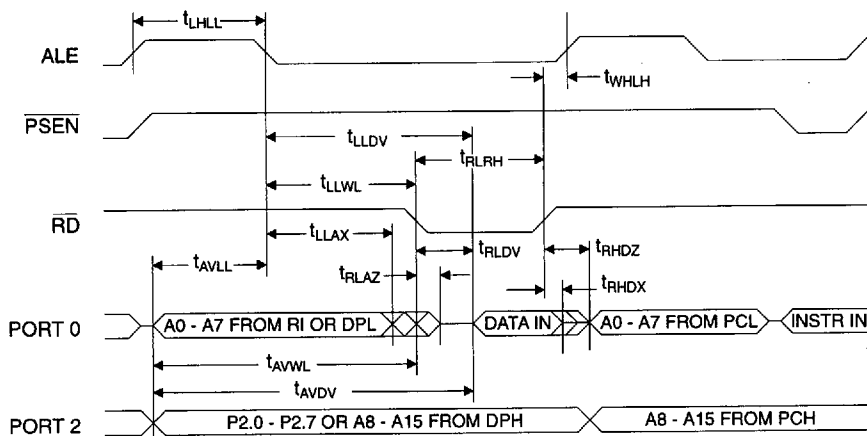 tLHLL
ALE
tWHLH
PSEN
tLLDV
tRLRH
tLLWL
RD
tLLAX
tRLDV
tRHDZ
tAVLL
tRLAZ
tRHDX
PORT 0
A0 - A7 FROM RI OR DPL
DATA IN
A0 - A7 FROM PCL
INSTR IN
tAVWL
tAVDV
PORT 2
P2.0 - P2.7 OR A8 - A15 FROM DPH
A8 - A15 FROM PCH